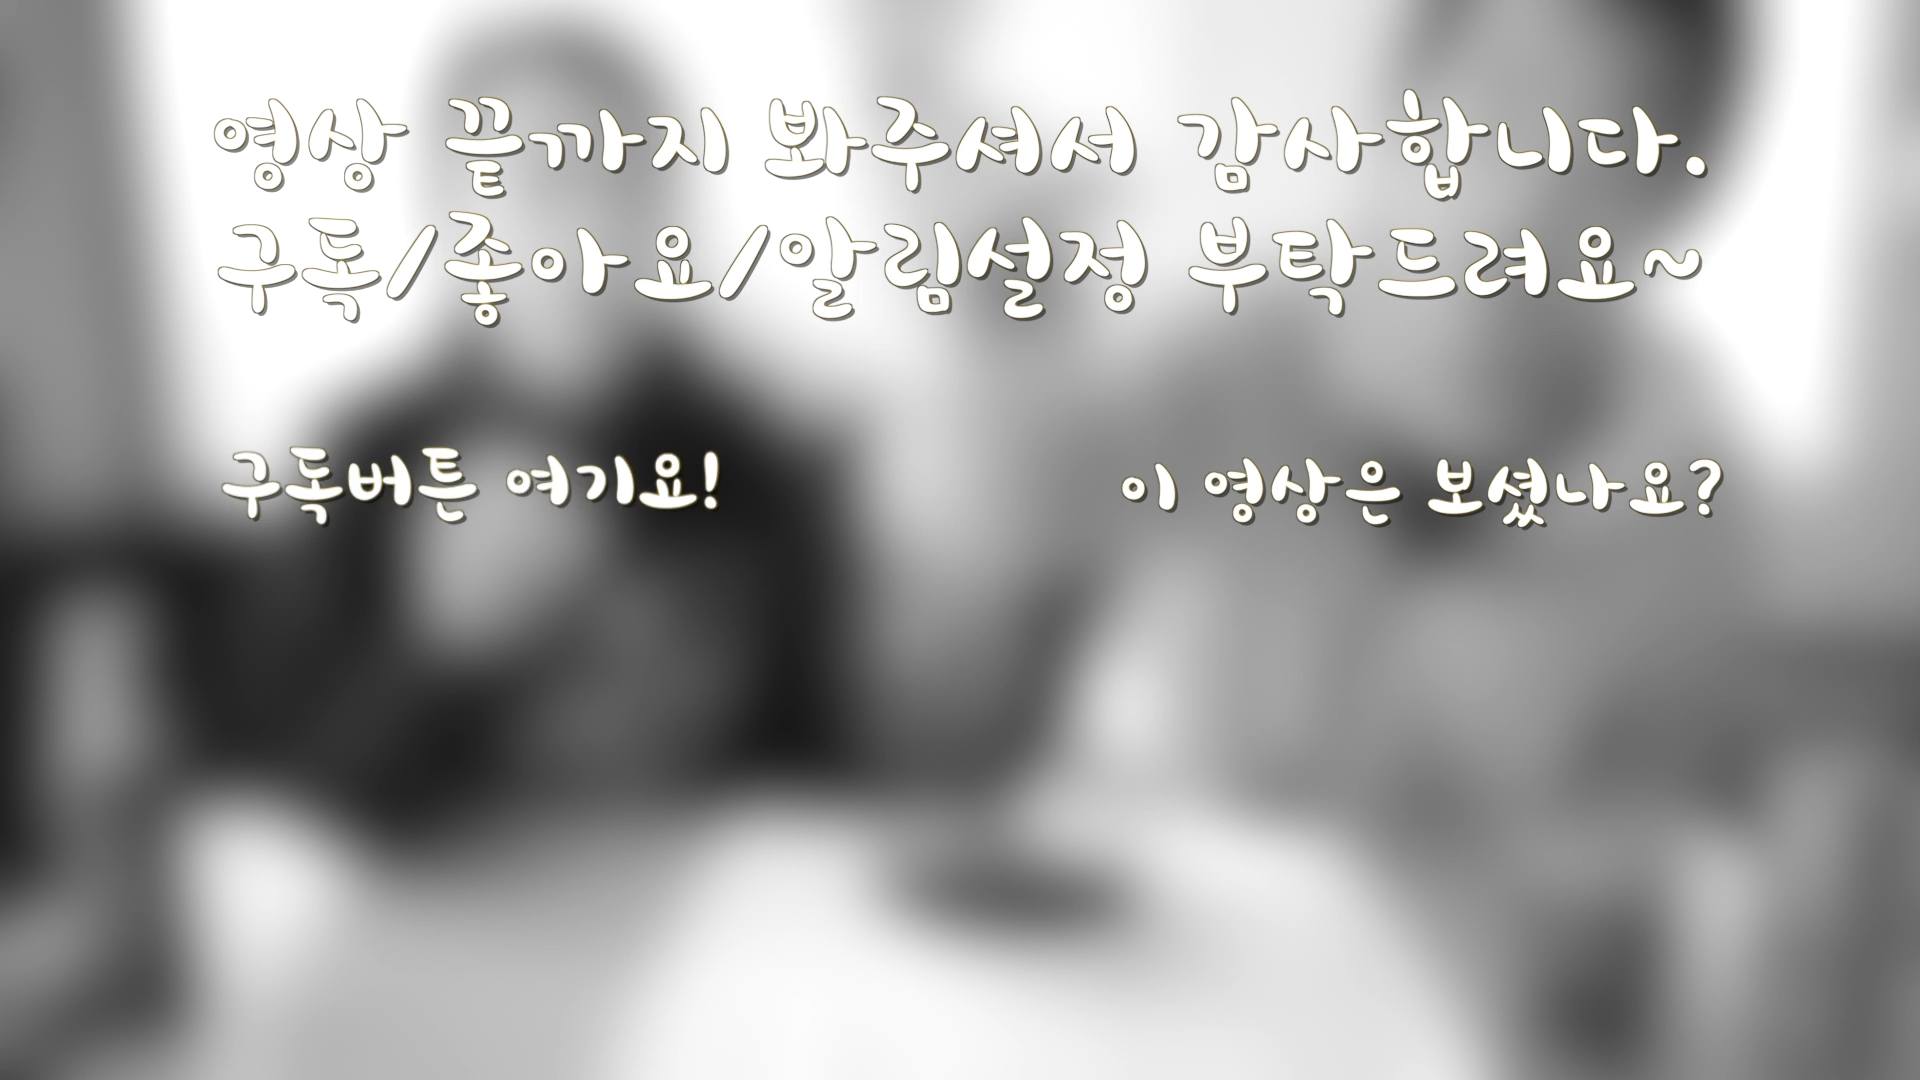 영상 끝까지 봐주셔서 감사합니다.
구독/좋아요/알림설정 부탁드려요~
구독버튼 여기요!
이 영상은 보셨나요?